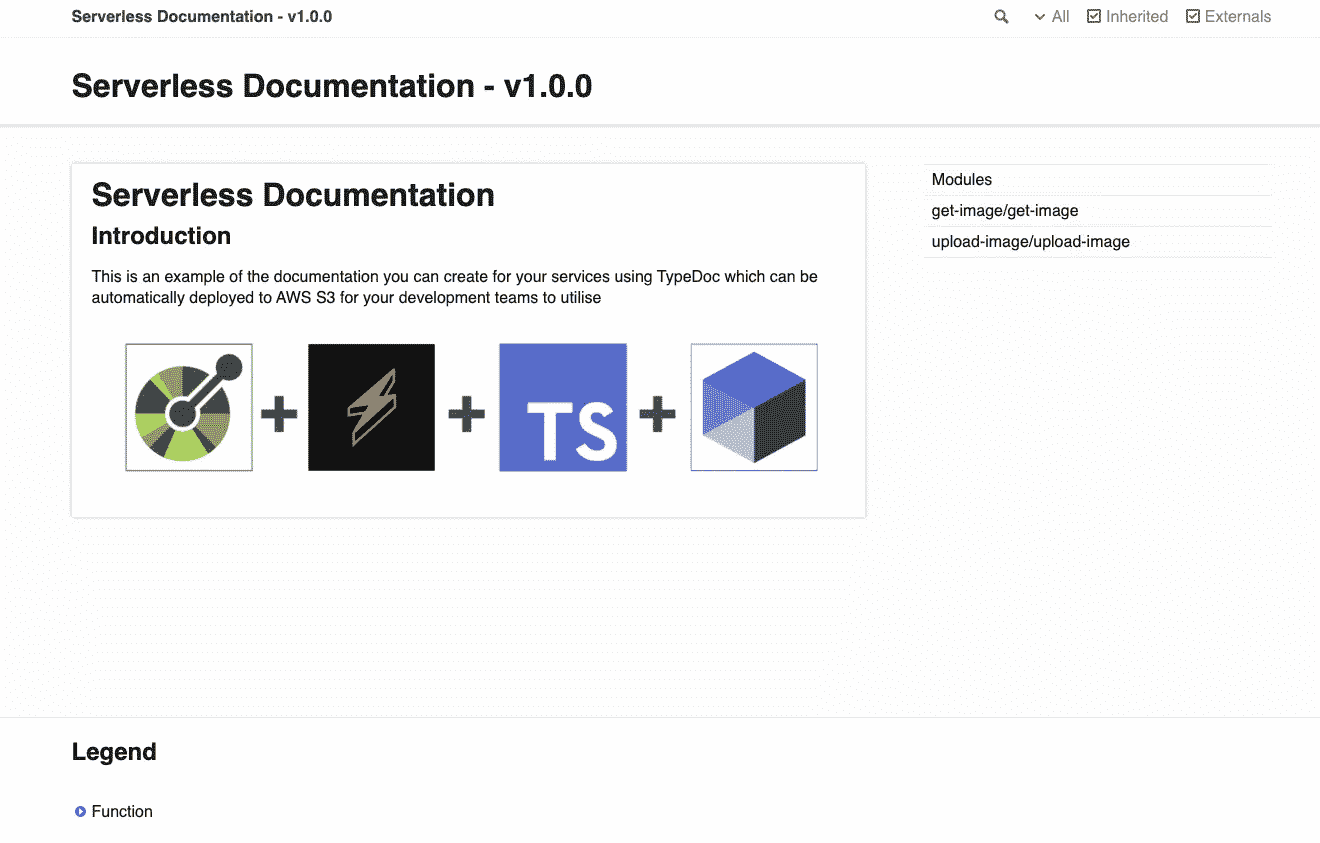 Serverless Documentation - v1.0.0
All
Inherited
Externals
Serverless Documentation - v1.0.0
Serverless Documentation
Introduction
This is an example of the documentation you can create for your services using TypeDoc which can be
automatically deployed to AWS S3 for your development teams to utilise
TS
Modules
get-image/get-image
upload-image/upload-image
Legend
Function